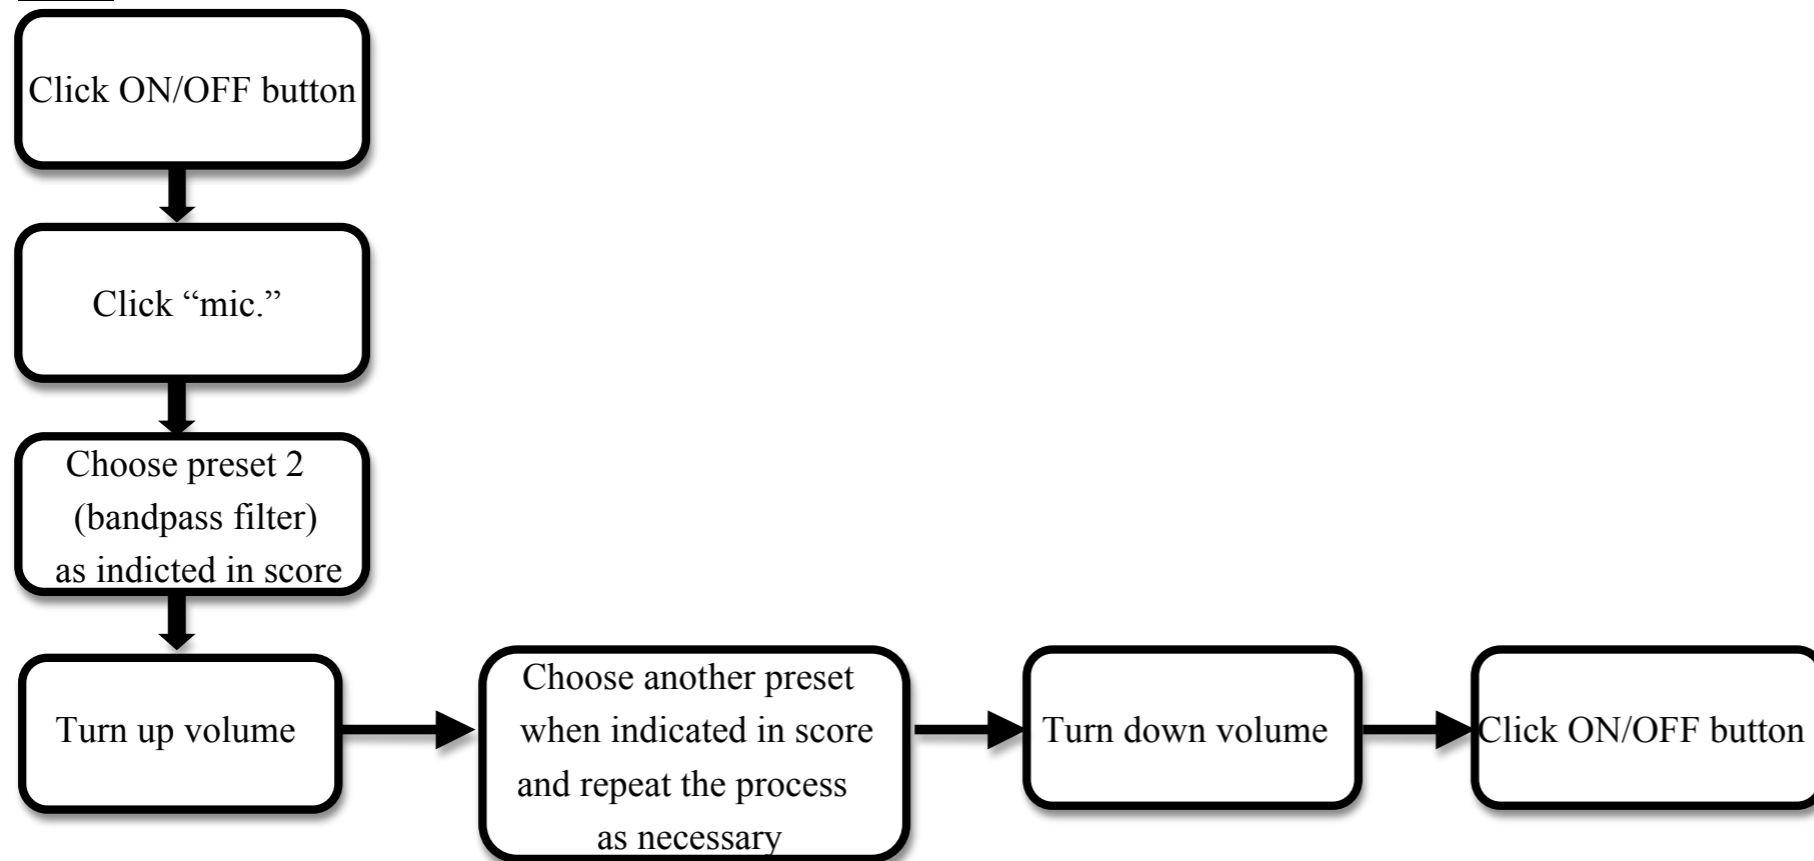 Click ON/OFF button
Click “mic.”
Choose preset 2
(bandpass filter)
as indicted in score
Turn up volume
Choose another preset
when indicated in score
and repeat the process
as necessary
Turn down volume
Click ON/OFF button